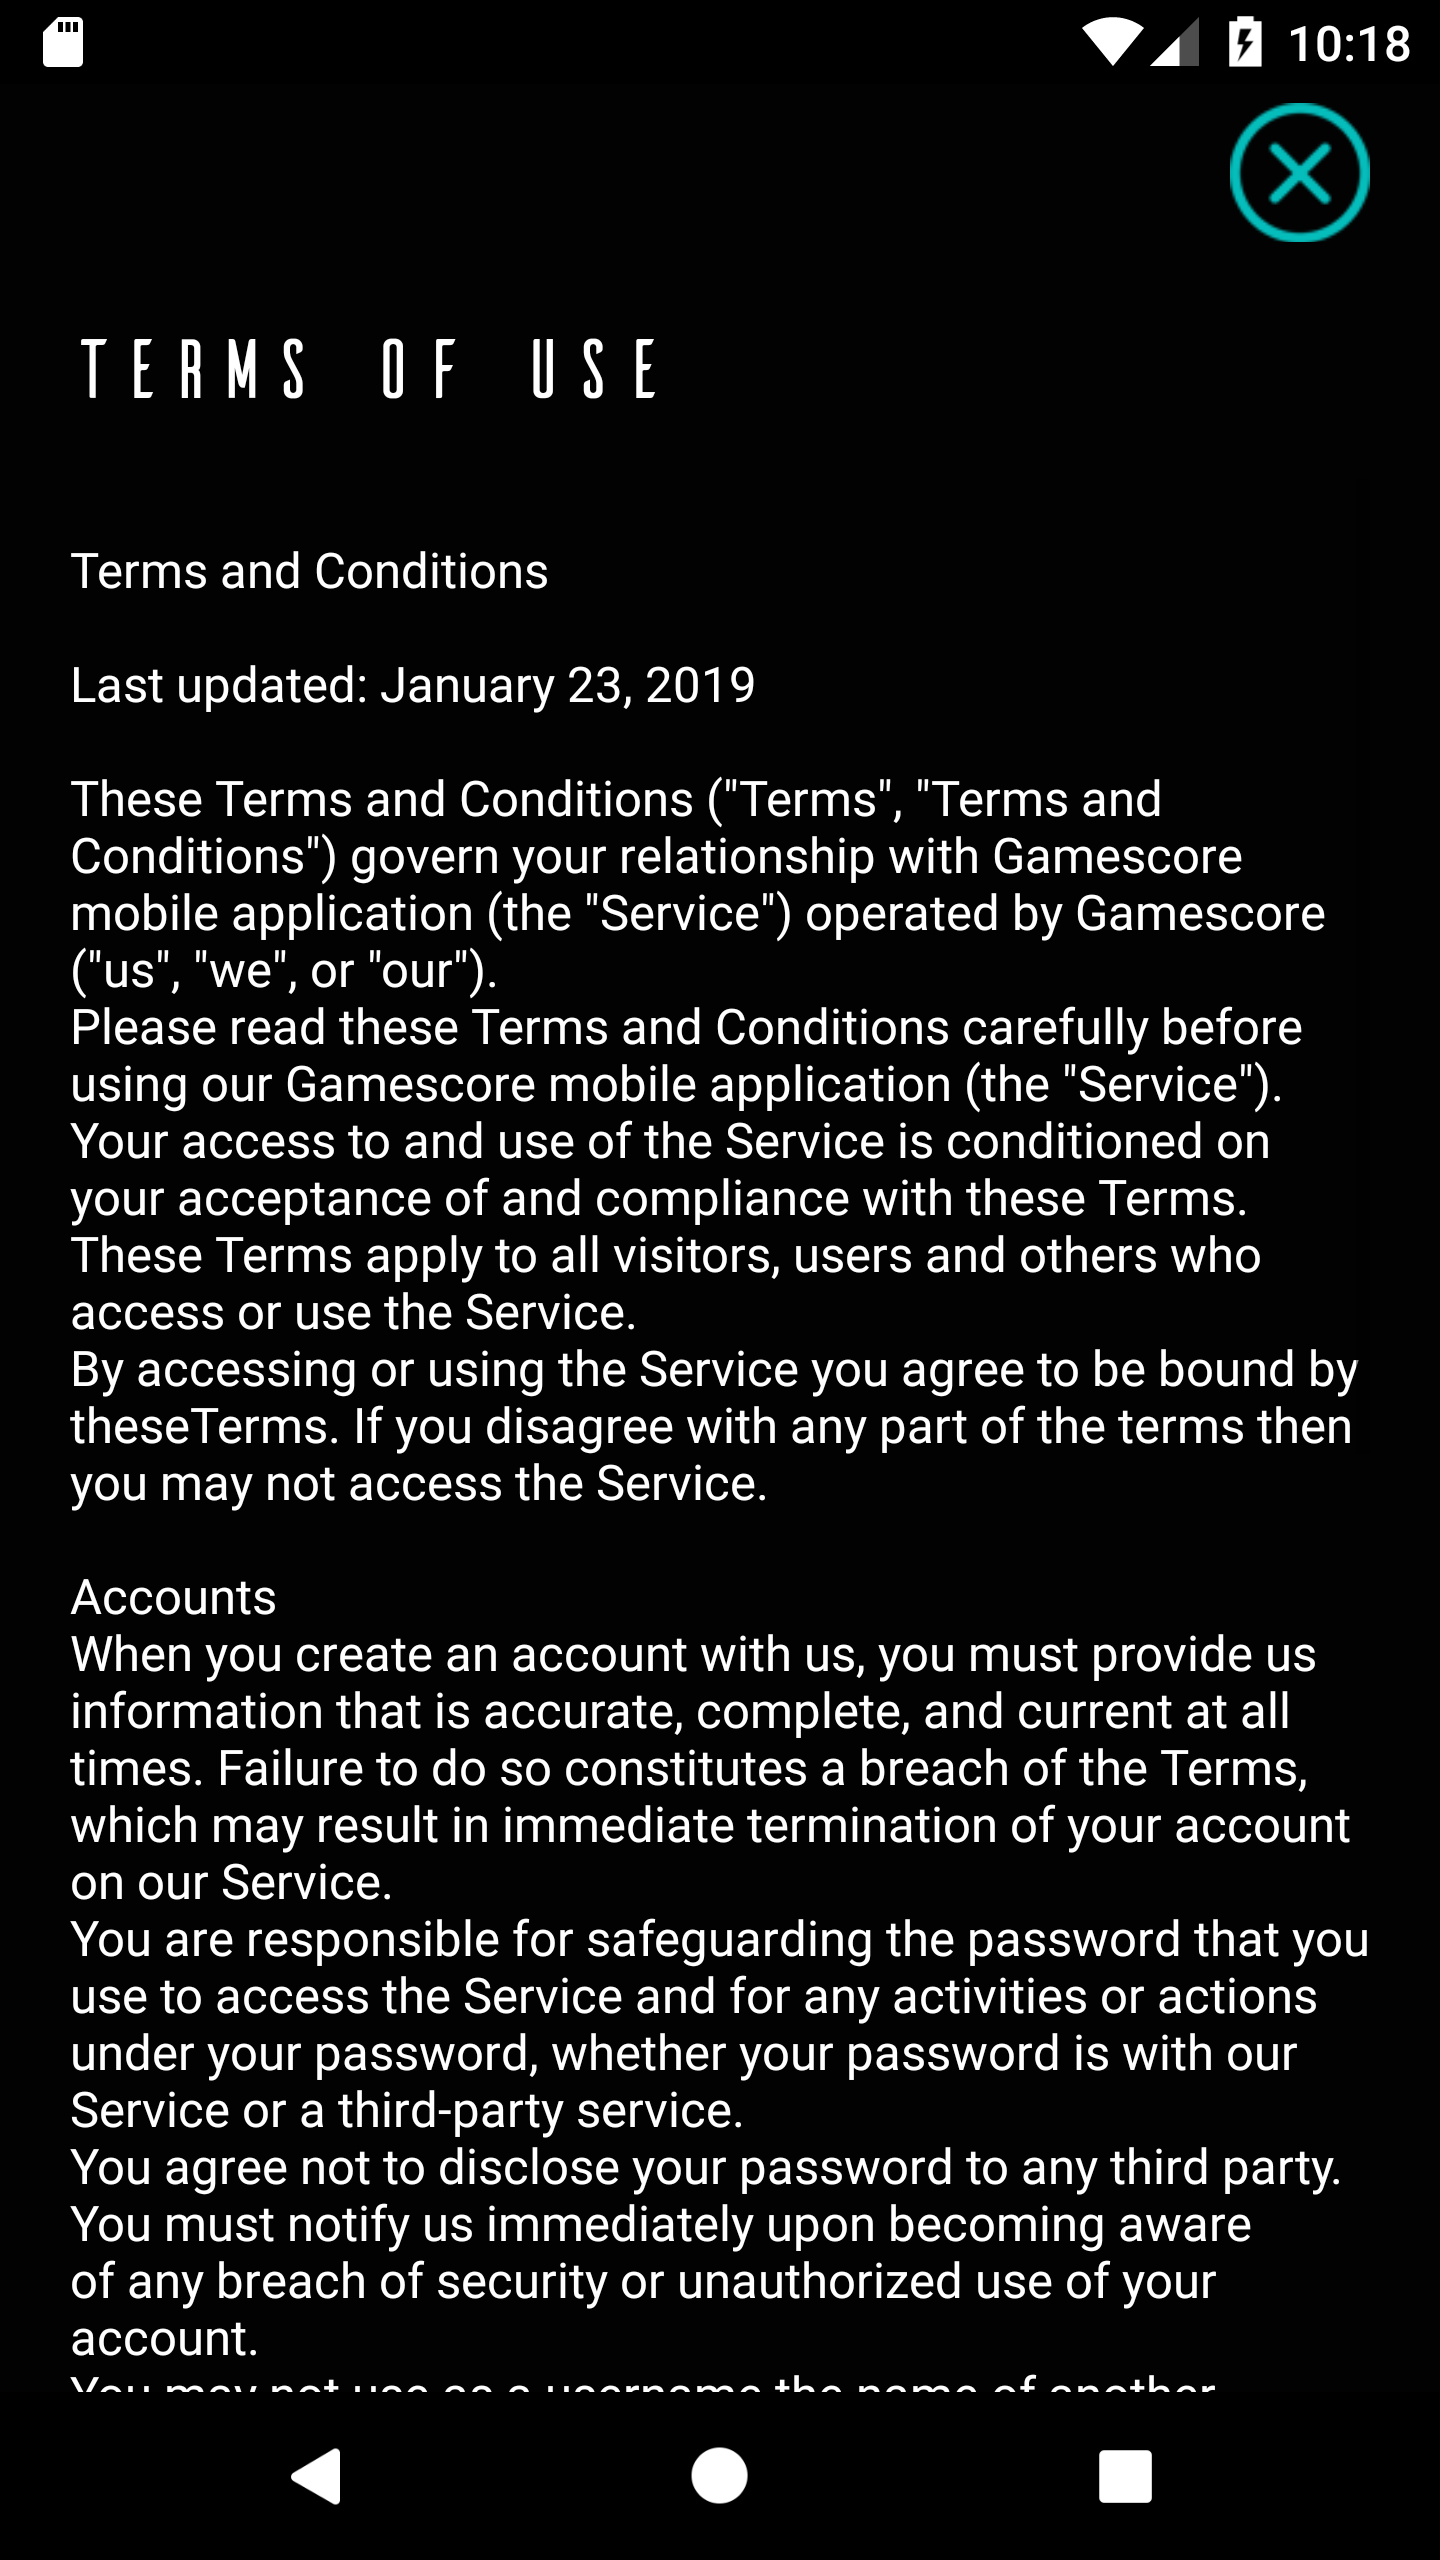 10:18
TERMS OF USE
Terms and Conditions
Last updated: January 23, 2019
These Terms and Conditions ("Terms", "Terms and
Conditions") govern your relationship with Gamescore
mobile application (the "Service") operated by Gamescore
("us", "we", or "our").
Please read these Terms and Conditions carefully before
using our Gamescore mobile application (the "Service").
Your access to and use of the Service is conditioned on
your acceptance of and compliance with these Terms.
These Terms apply to all visitors, users and others who
access or use the Service.
By accessing or using the Service you agree to be bound by
theseTerms. If you disagree with any part of the terms then
you may not access the Service.
Accounts
When you create an account with us, you must provide us
information that is accurate, complete, and current at all
times. Failure to do so constitutes a breach of the Terms,
which may result in immediate termination of your account
on our Service.
You are responsible for safeguarding the password that you
use to access the Service and for any activities or actions
under your password, whether your password is with our
Service or a third-party service.
You agree not to disclose your password to any third party.
You must notify us immediately upon becoming aware
of any breach of security or unauthorized use of your
account.
You may not use as a username the name of another